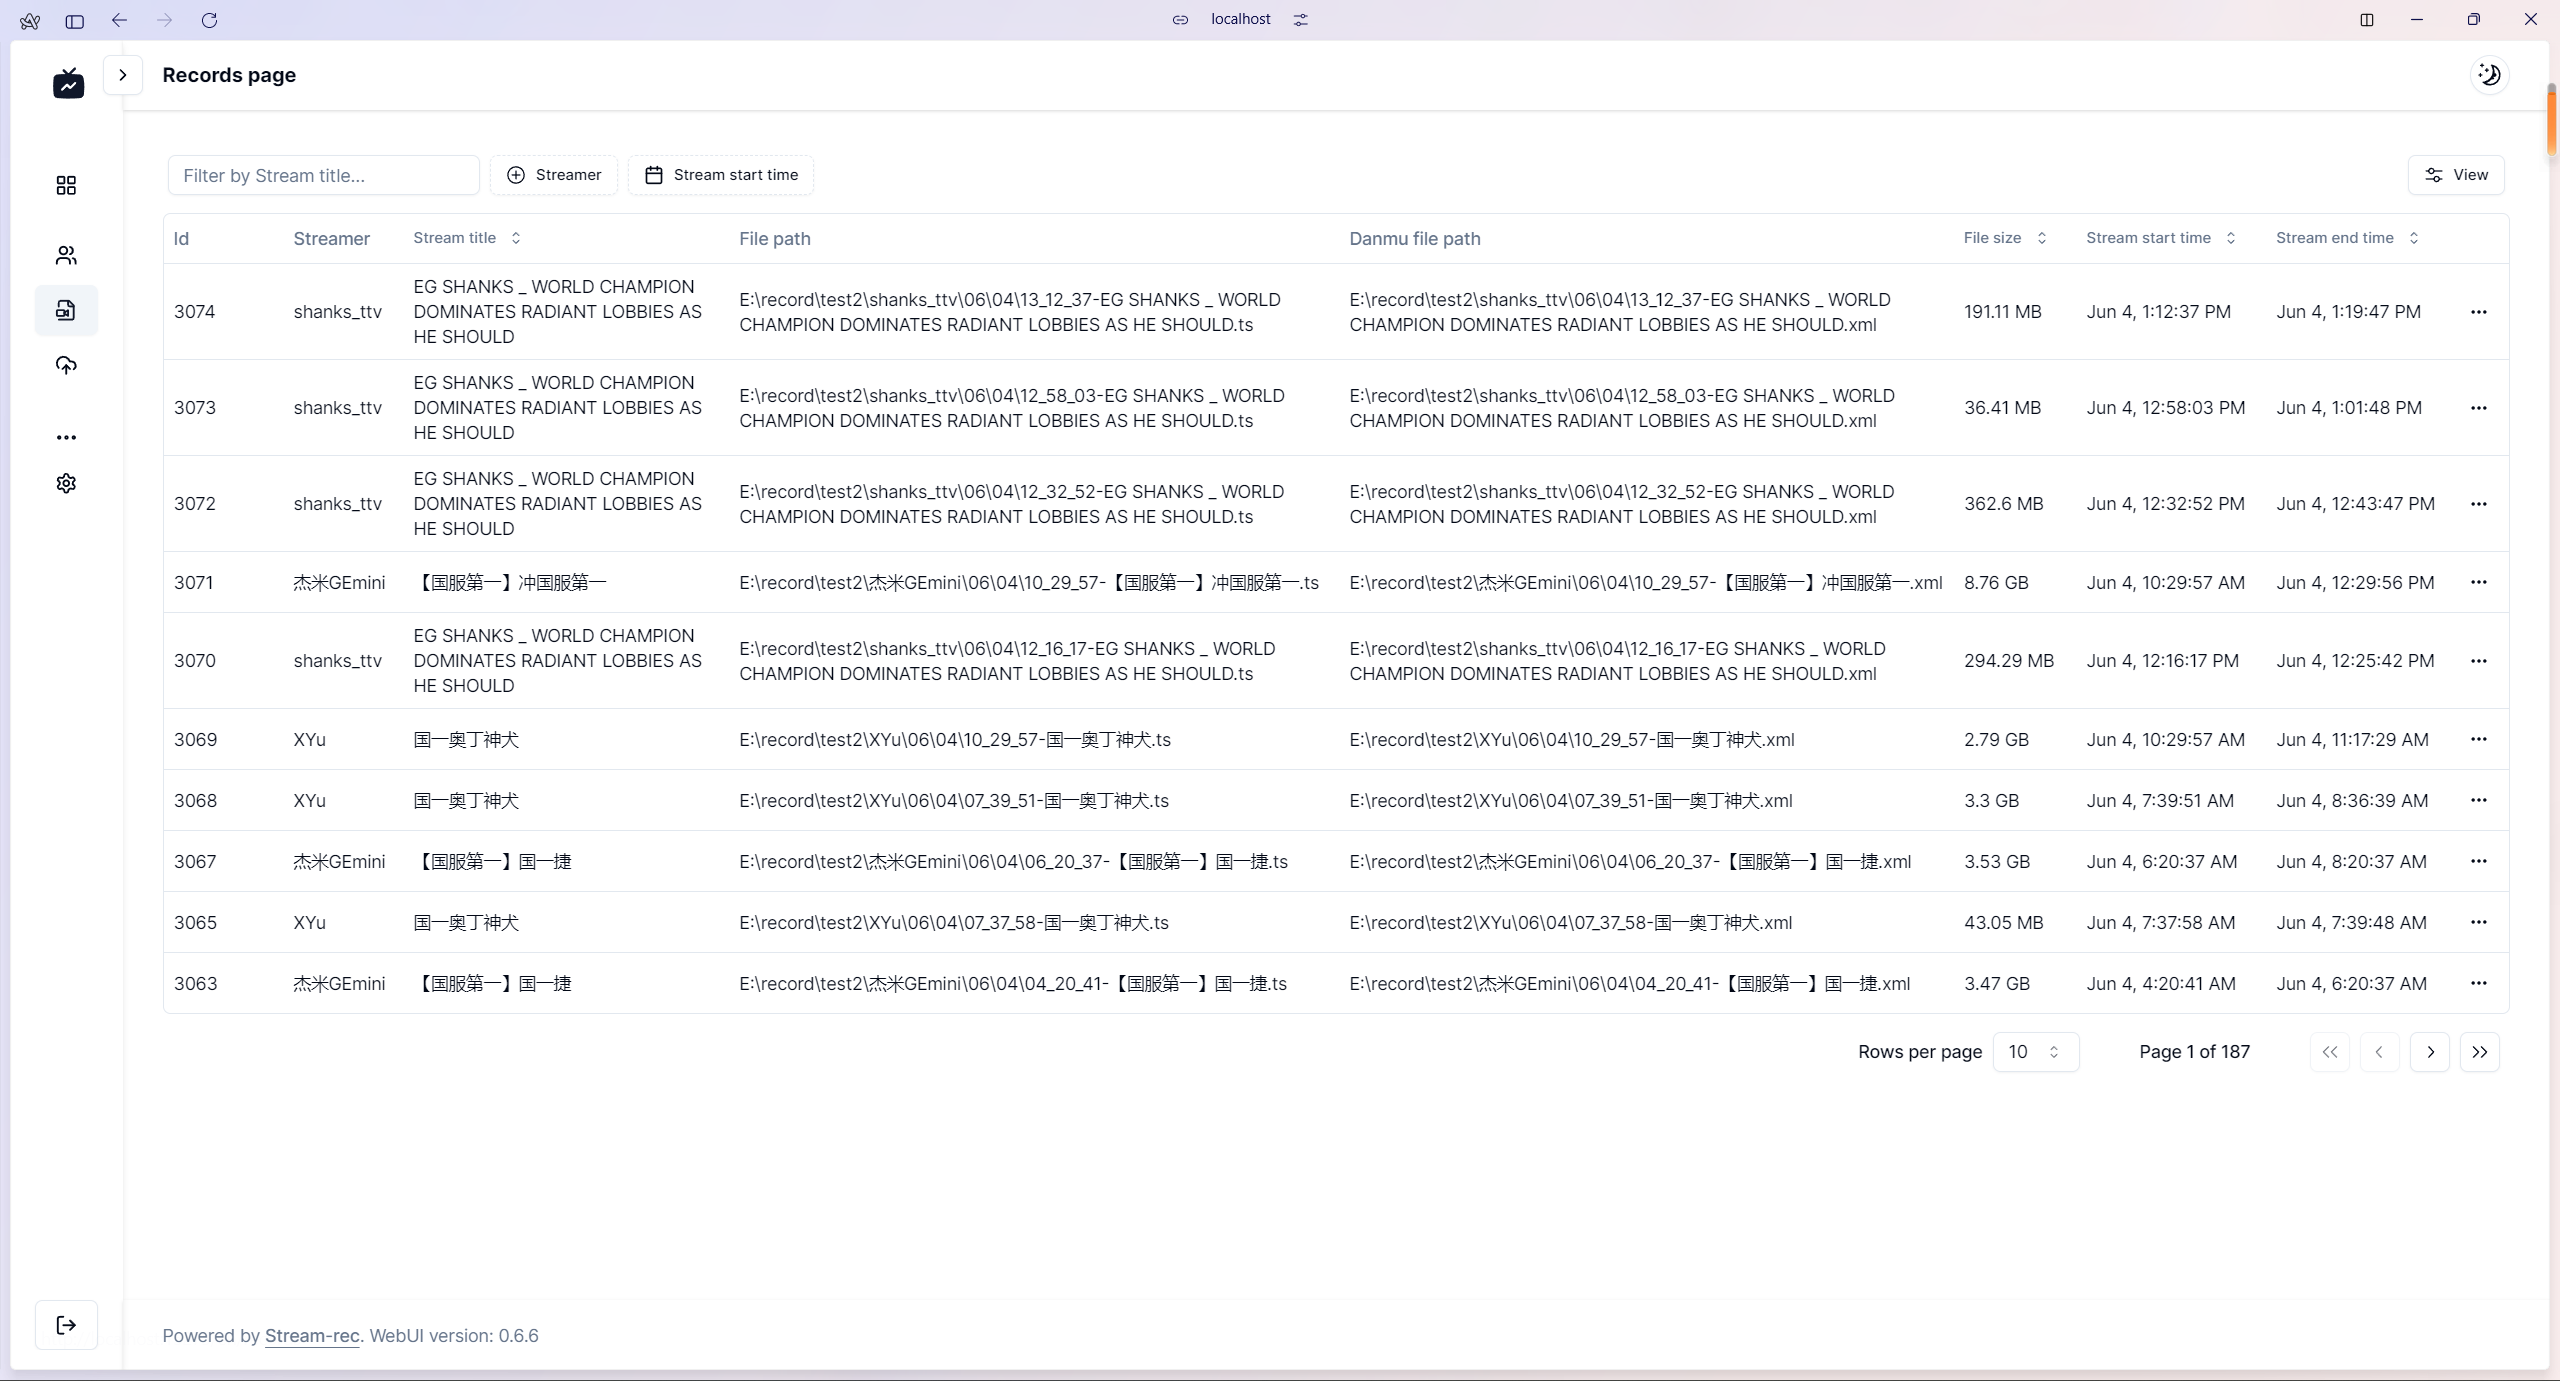 localhost
Records page
Filter by Stream title...
Streamer
Stream start time
View
Id Streamer Stream title File path Danmu file path File size Stream start time Stream end time
3074 shanks_ttv EG SHANKS _ WORLD CHAMPION DOMINATES RADIANT LOBBIES AS HE SHOULD E:\record\test2\shanks_ttv\06\04\13_12_37-EG SHANKS _ WORLD CHAMPION DOMINATES RADIANT LOBBIES AS HE SHOULD.ts E:\record\test2\shanks_ttv\06\04\13_12_37-EG SHANKS _ WORLD CHAMPION DOMINATES RADIANT LOBBIES AS HE SHOULD.xml 191.11 MB Jun 4, 1:12:37 PM Jun 4, 1:19:47 PM
3073 shanks_ttv EG SHANKS _ WORLD CHAMPION DOMINATES RADIANT LOBBIES AS HE SHOULD E:\record\test2\shanks_ttv\06\04\12_58_03-EG SHANKS _ WORLD CHAMPION DOMINATES RADIANT LOBBIES AS HE SHOULD.ts E:\record\test2\shanks_ttv\06\04\12_58_03-EG SHANKS _ WORLD CHAMPION DOMINATES RADIANT LOBBIES AS HE SHOULD.xml 36.41 MB Jun 4, 12:58:03 PM Jun 4, 1:01:48 PM
3072 shanks_ttv EG SHANKS _ WORLD CHAMPION DOMINATES RADIANT LOBBIES AS HE SHOULD E:\record\test2\shanks_ttv\06\04\12_32_52-EG SHANKS _ WORLD CHAMPION DOMINATES RADIANT LOBBIES AS HE SHOULD.ts E:\record\test2\shanks_ttv\06\04\12_32_52-EG SHANKS _ WORLD CHAMPION DOMINATES RADIANT LOBBIES AS HE SHOULD.xml 362.6 MB Jun 4, 12:32:52 PM Jun 4, 12:43:47 PM
3071 杰米GEmini 【国服第一】冲国服第一 E:\record\test2\杰米GEmini\06\04\10_29_57-【国服第一】冲国服第一.ts E:\record\test2\杰米GEmini\06\04\10_29_57-【国服第一】冲国服第一.xml 8.76 GB Jun 4, 10:29:57 AM Jun 4, 12:29:56 PM
3070 shanks_ttv EG SHANKS _ WORLD CHAMPION DOMINATES RADIANT LOBBIES AS HE SHOULD E:\record\test2\shanks_ttv\06\04\12_16_17-EG SHANKS _ WORLD CHAMPION DOMINATES RADIANT LOBBIES AS HE SHOULD.ts E:\record\test2\shanks_ttv\06\04\12_16_17-EG SHANKS _ WORLD CHAMPION DOMINATES RADIANT LOBBIES AS HE SHOULD.xml 294.29 MB Jun 4, 12:16:17 PM Jun 4, 12:25:42 PM
3069 XYu 国一奥丁神犬 E:\record\test2\XYu\06\04\10_29_57-国一奥丁神犬.ts E:\record\test2\XYu\06\04\10_29_57-国一奥丁神犬.xml 2.79 GB Jun 4, 10:29:57 AM Jun 4, 11:17:29 AM
3068 XYu 国一奥丁神犬 E:\record\test2\XYu\06\04\07_39_51-国一奥丁神犬.ts E:\record\test2\XYu\06\04\07_39_51-国一奥丁神犬.xml 3.3 GB Jun 4, 7:39:51 AM Jun 4, 8:36:39 AM
3067 杰米GEmini 【国服第一】国一捷 E:\record\test2\杰米GEmini\06\04\06_20_37-【国服第一】国一捷.ts E:\record\test2\杰米GEmini\06\04\06_20_37-【国服第一】国一捷.xml 3.53 GB Jun 4, 6:20:37 AM Jun 4, 8:20:37 AM
3065 XYu 国一奥丁神犬 E:\record\test2\XYu\06\04\07_37_58-国一奥丁神犬.ts E:\record\test2\XYu\06\04\07_37_58-国一奥丁神犬.xml 43.05 MB Jun 4, 7:37:58 AM Jun 4, 7:39:48 AM
3063 杰米GEmini 【国服第一】国一捷 E:\record\test2\杰米GEmini\06\04\04_20_41-【国服第一】国一捷.ts E:\record\test2\杰米GEmini\06\04\04_20_41-【国服第一】国一捷.xml 3.47 GB Jun 4, 4:20:41 AM Jun 4, 6:20:37 AM
Rows per page 10 Page 1 of 187
Powered by Stream-rec. WebUI version: 0.6.6